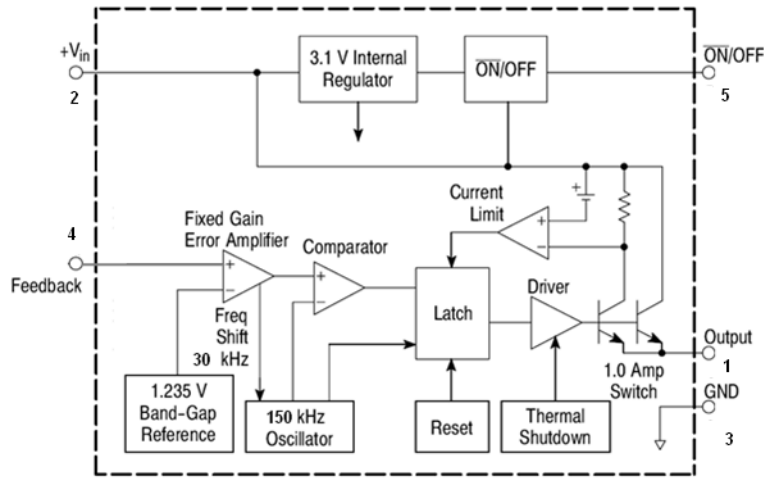 +Vin
2
3.1 V Internal
Regulator
ON/OFF
ON/OFF
5
Current
Limit
+
+
−
4
Feedback
Fixed Gain
Error Amplifier
+
−
Comparator
+
−
Freq
Shift
30 kHz
Latch
Driver
Output
1
1.0 Amp
Switch
GND
3
1.235 V
Band-Gap
Reference
150 kHz
Oscillator
Reset
Thermal
Shutdown